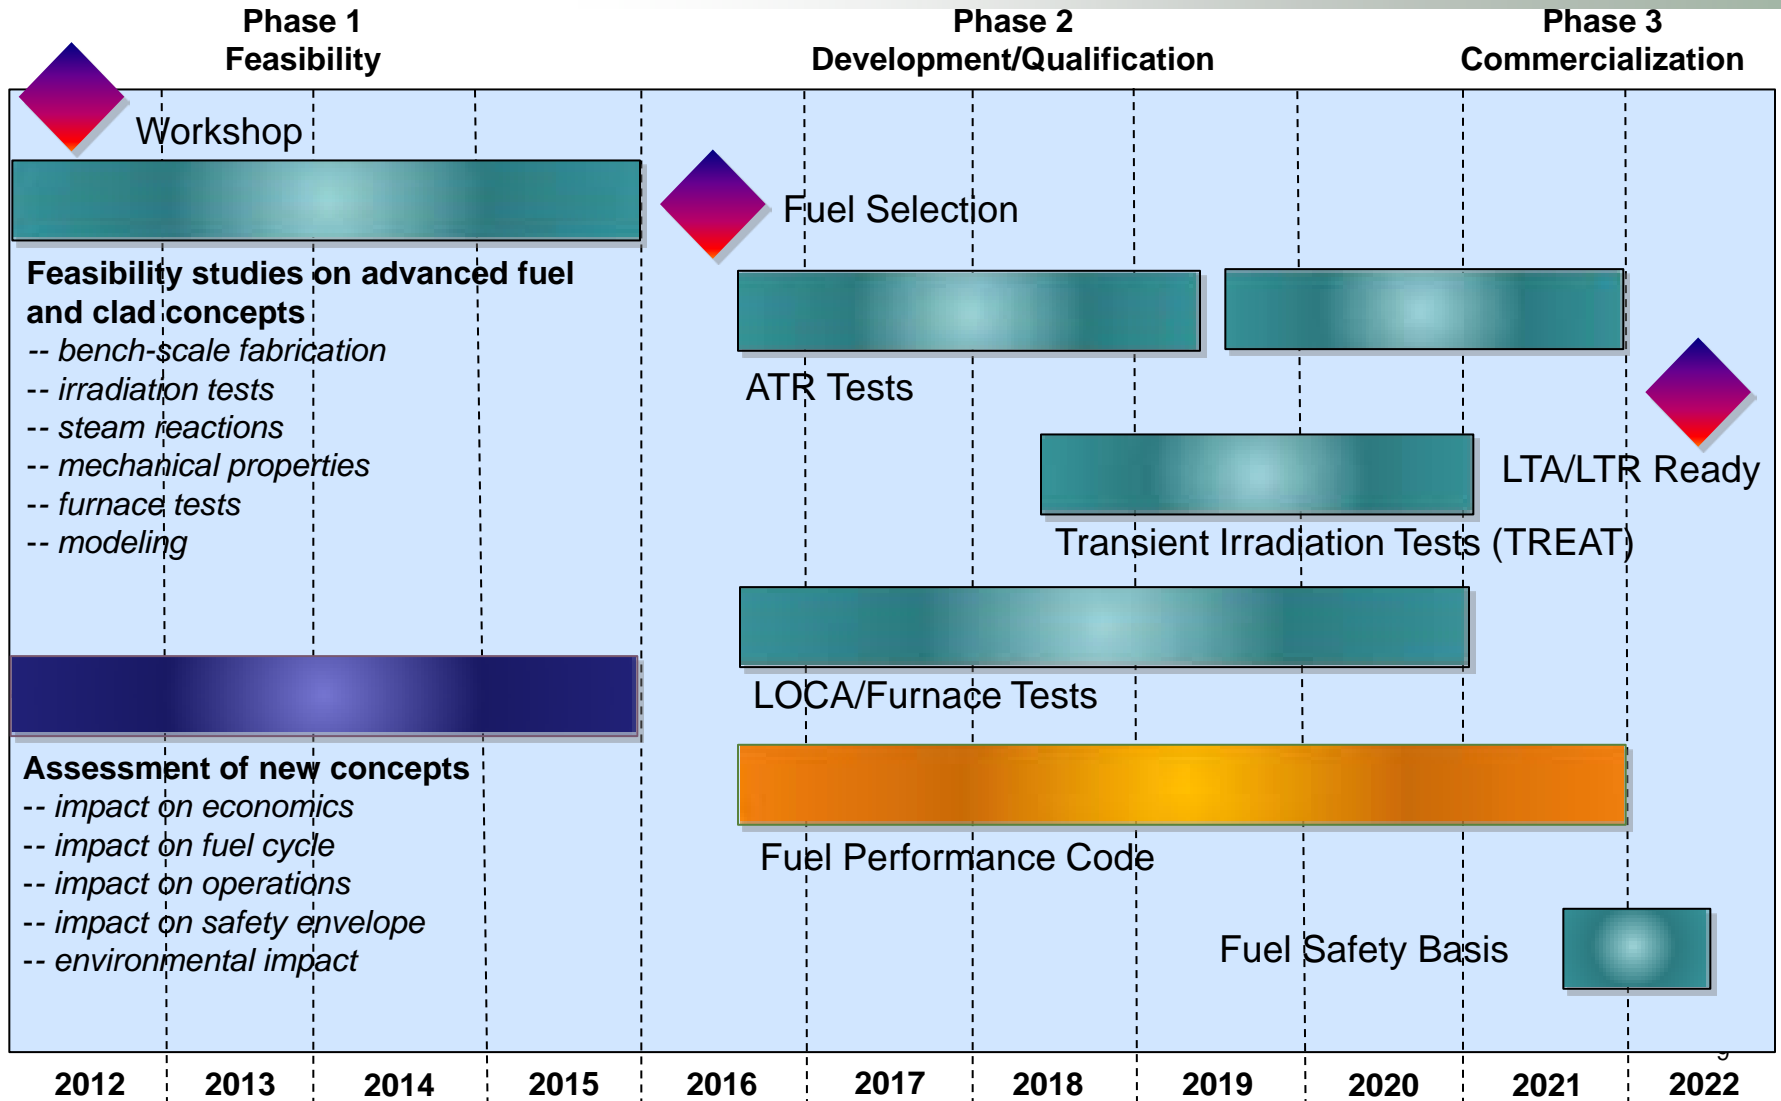 Phase 1
Feasibility
Phase 2
Development/Qualification
Phase 3
Commercialization
Workshop
Fuel Selection
Feasibility studies on advanced fuel
and clad concepts
-- bench-scale fabrication
-- irradiation tests
-- steam reactions
-- mechanical properties
-- furnace tests
-- modeling
ATR Tests
LTA/LTR Ready
Transient Irradiation Tests (TREAT)
LOCA/Furnace Tests
Assessment of new concepts
-- impact on economics
-- impact on fuel cycle
-- impact on operations
-- impact on safety envelope
-- environmental impact
Fuel Performance Code
Fuel Safety Basis
2012 2013 2014 2015 2016 2017 2018 2019 2020 2021 2022